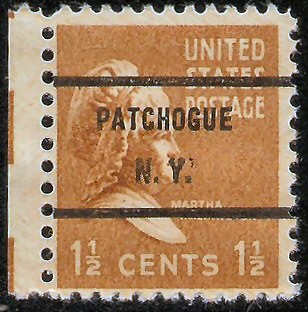 UNITED
STATES
POSTAGE
PATCHOGUE
N. Y.
MARTHA
1½ CENTS 1½